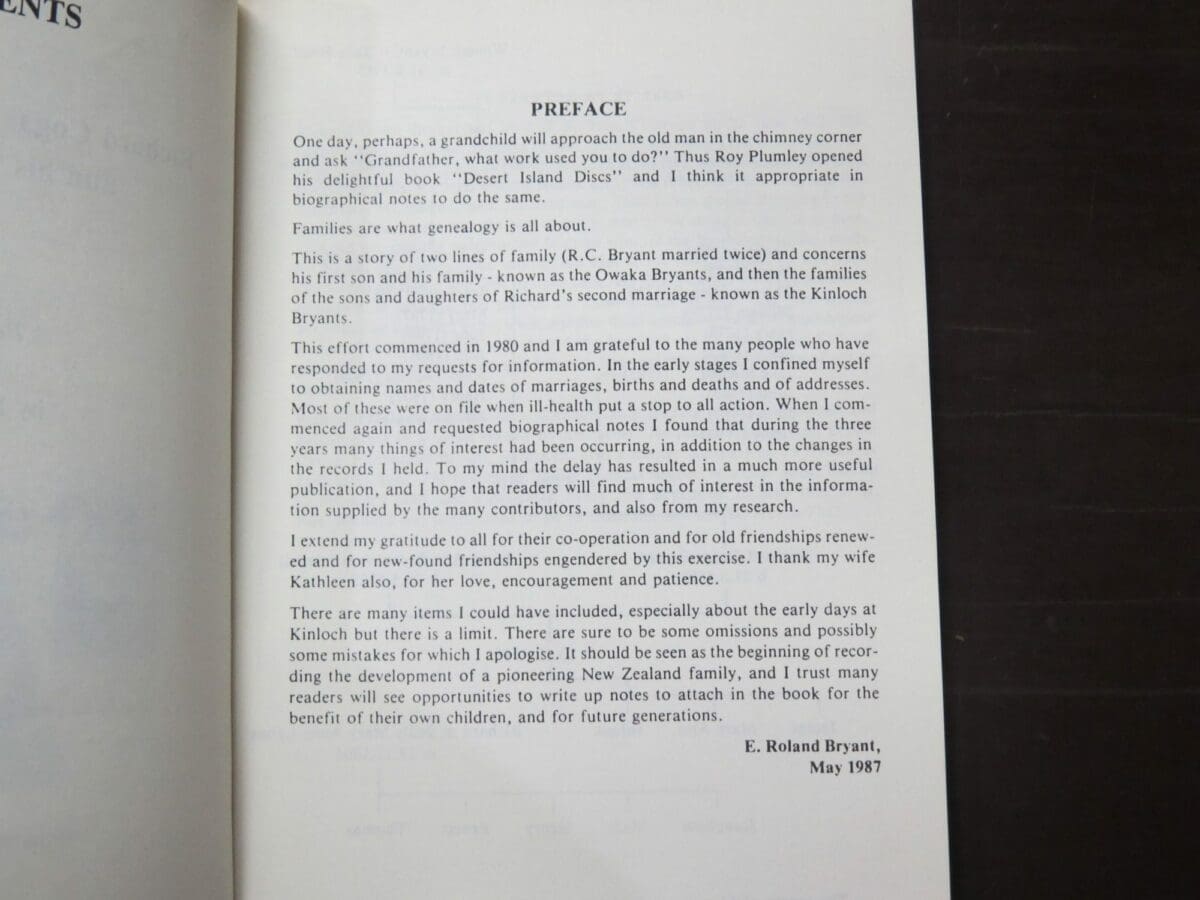 ENTS
PREFACE
One day, perhaps, a grandchild will approach the old man in the chimney corner
and ask "Grandfather, what work used you to do?" Thus Roy Plumley opened
his delightful book "Desert Island Discs" and I think it appropriate in
biographical notes to do the same.
Families are what genealogy is all about.
This is a story of two lines of family (R.C. Bryant married twice) and concerns
his first son and his family - known as the Owaka Bryants, and then the families
of the sons and daughters of Richard's second marriage - known as the Kinloch
Bryants.
This effort commenced in 1980 and I am grateful to the many people who have
responded to my requests for information. In the early stages I confined myself
to obtaining names and dates of marriages, births and deaths and of addresses.
Most of these were on file when ill-health put a stop to all action. When I com-
menced again and requested biographical notes I found that during the three
years many things of interest had been occurring, in addition to the changes in
the records I held. To my mind the delay has resulted in a much more useful
publication, and I hope that readers will find much of interest in the informa-
tion supplied by the many contributors, and also from my research.
I extend my gratitude to all for their co-operation and for old friendships renew-
ed and for new-found friendships engendered by this exercise. I thank my wife
Kathleen also, for her love, encouragement and patience.
There are many items I could have included, especially about the early days at
Kinloch but there is a limit. There are sure to be some omissions and possibly
some mistakes for which I apologise. It should be seen as the beginning of recor-
ding the development of a pioneering New Zealand family, and I trust many
readers will see opportunities to write up notes to attach in the book for the
benefit of their own children, and for future generations.
E. Roland Bryant,
May 1987